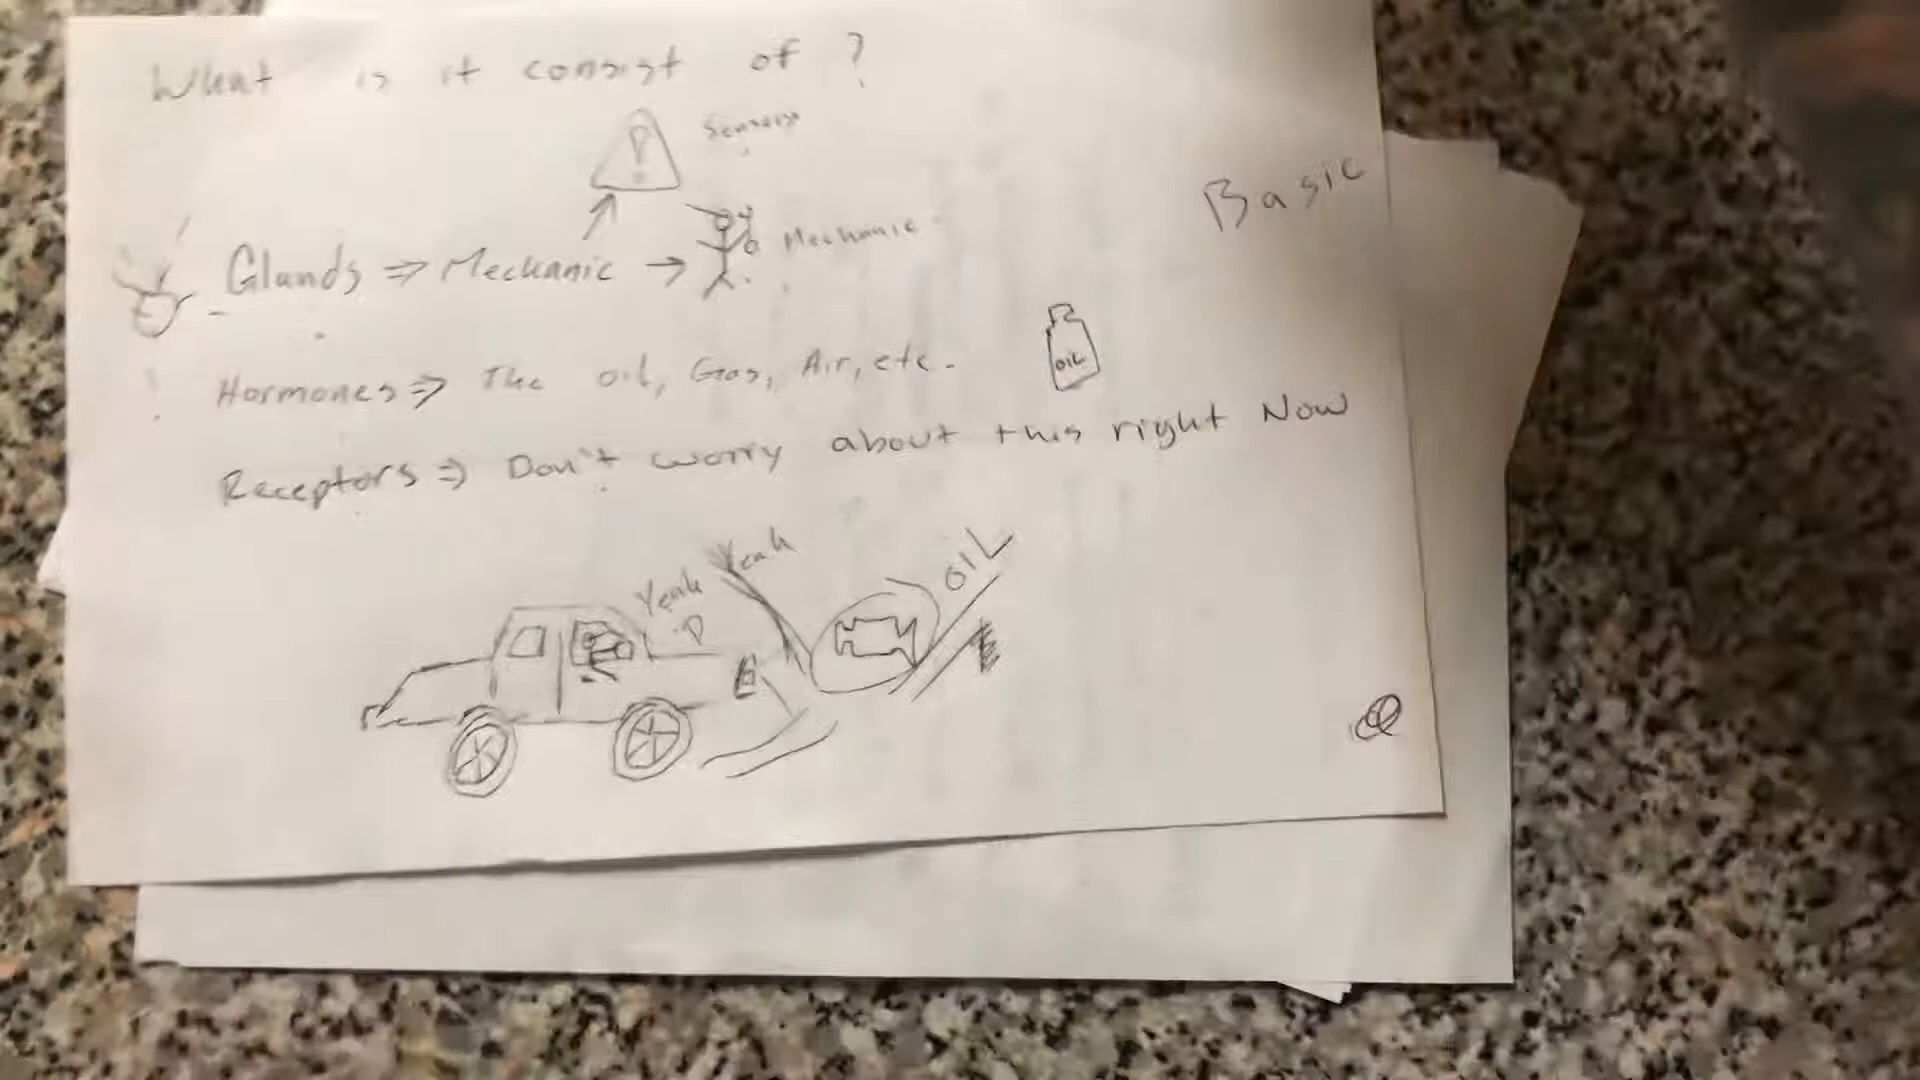 What is it consist of ?
Sensors
Basic
Glands ⇒ Mechanic → Mechanic
Hormones ⇒ The oil, Gas, Air, etc.
OIL
Receptors ⇒ Don't worry about this right Now
Yeah Yeah
OIL